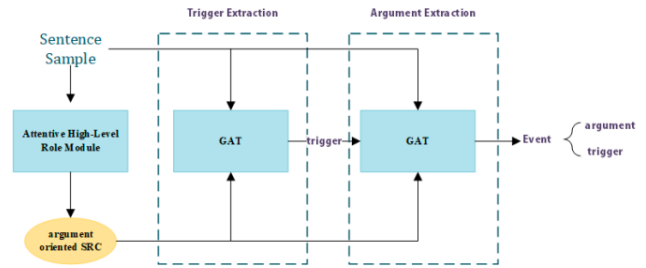 Trigger Extraction
Argument Extraction
Sentence
Sample
Attentive High-Level
Role Module
GAT
trigger
GAT
Event
argument
trigger
argument
oriented SRC